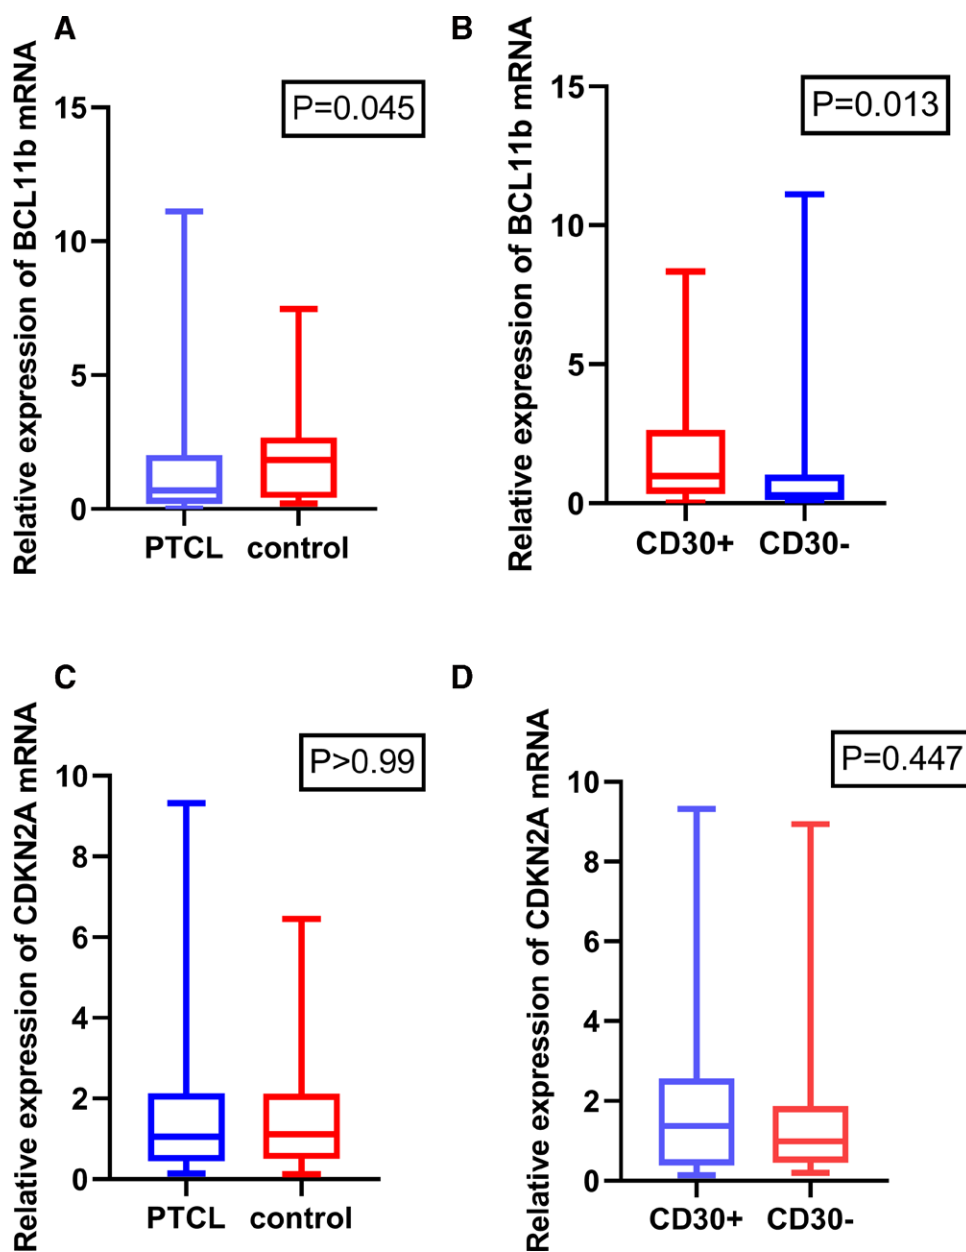 A
Relative expression of BCL11b mRNA
P=0.045
15
10
5
0
PTCL control
B
Relative expression of BCL11b mRNA
P=0.013
15
10
5
0
CD30+ CD30-
C
Relative expression of CDKN2A mRNA
P>0.99
10
8
6
4
2
0
PTCL control
D
Relative expression of CDKN2A mRNA
P=0.447
10
8
6
4
2
0
CD30+ CD30-